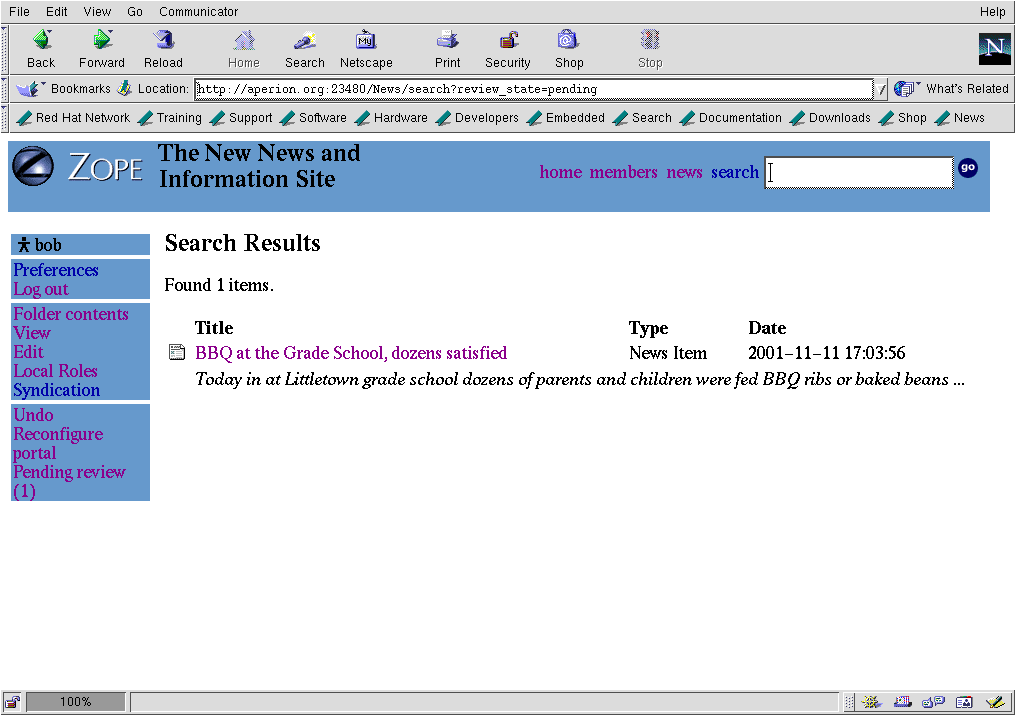 File Edit View Go Communicator Help
Back Forward Reload Home Search Netscape Print Security Shop Stop
My
N
Bookmarks Location: http://aperion.org:23480/News/search?review_state=pending What's Related
Red Hat Network Training Support Software Hardware Developers Embedded Search Documentation Downloads Shop News
ZOPE The New News and
Information Site
home members news search go
bob
Preferences
Log out
Folder contents
View
Edit
Local Roles
Syndication
Undo
Reconfigure
portal
Pending review
(1)
Search Results
Found 1 items.
Title Type Date
BBQ at the Grade School, dozens satisfied News Item 2001-11-11 17:03:56
Today in at Littletown grade school dozens of parents and children were fed BBQ ribs or baked beans ...
100%